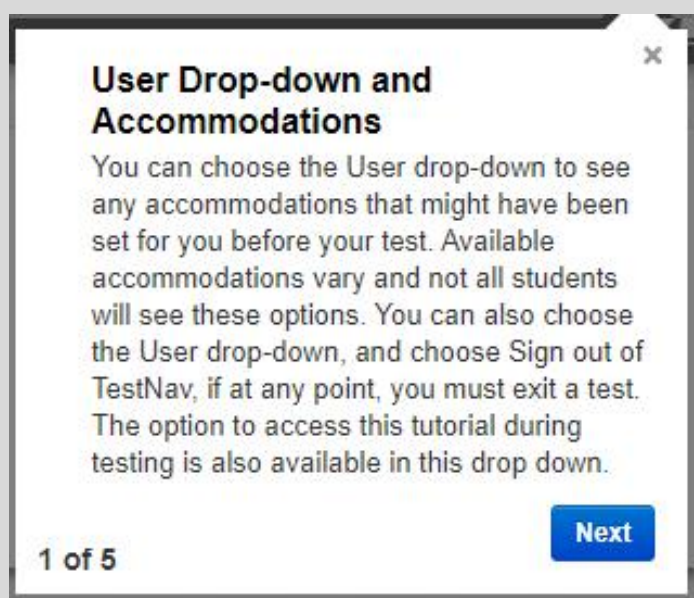 ×
User Drop-down and
Accommodations
You can choose the User drop-down to see
any accommodations that might have been
set for you before your test. Available
accommodations vary and not all students
will see these options. You can also choose
the User drop-down, and choose Sign out of
TestNav, if at any point, you must exit a test.
The option to access this tutorial during
testing is also available in this drop down.
Next
1 of 5